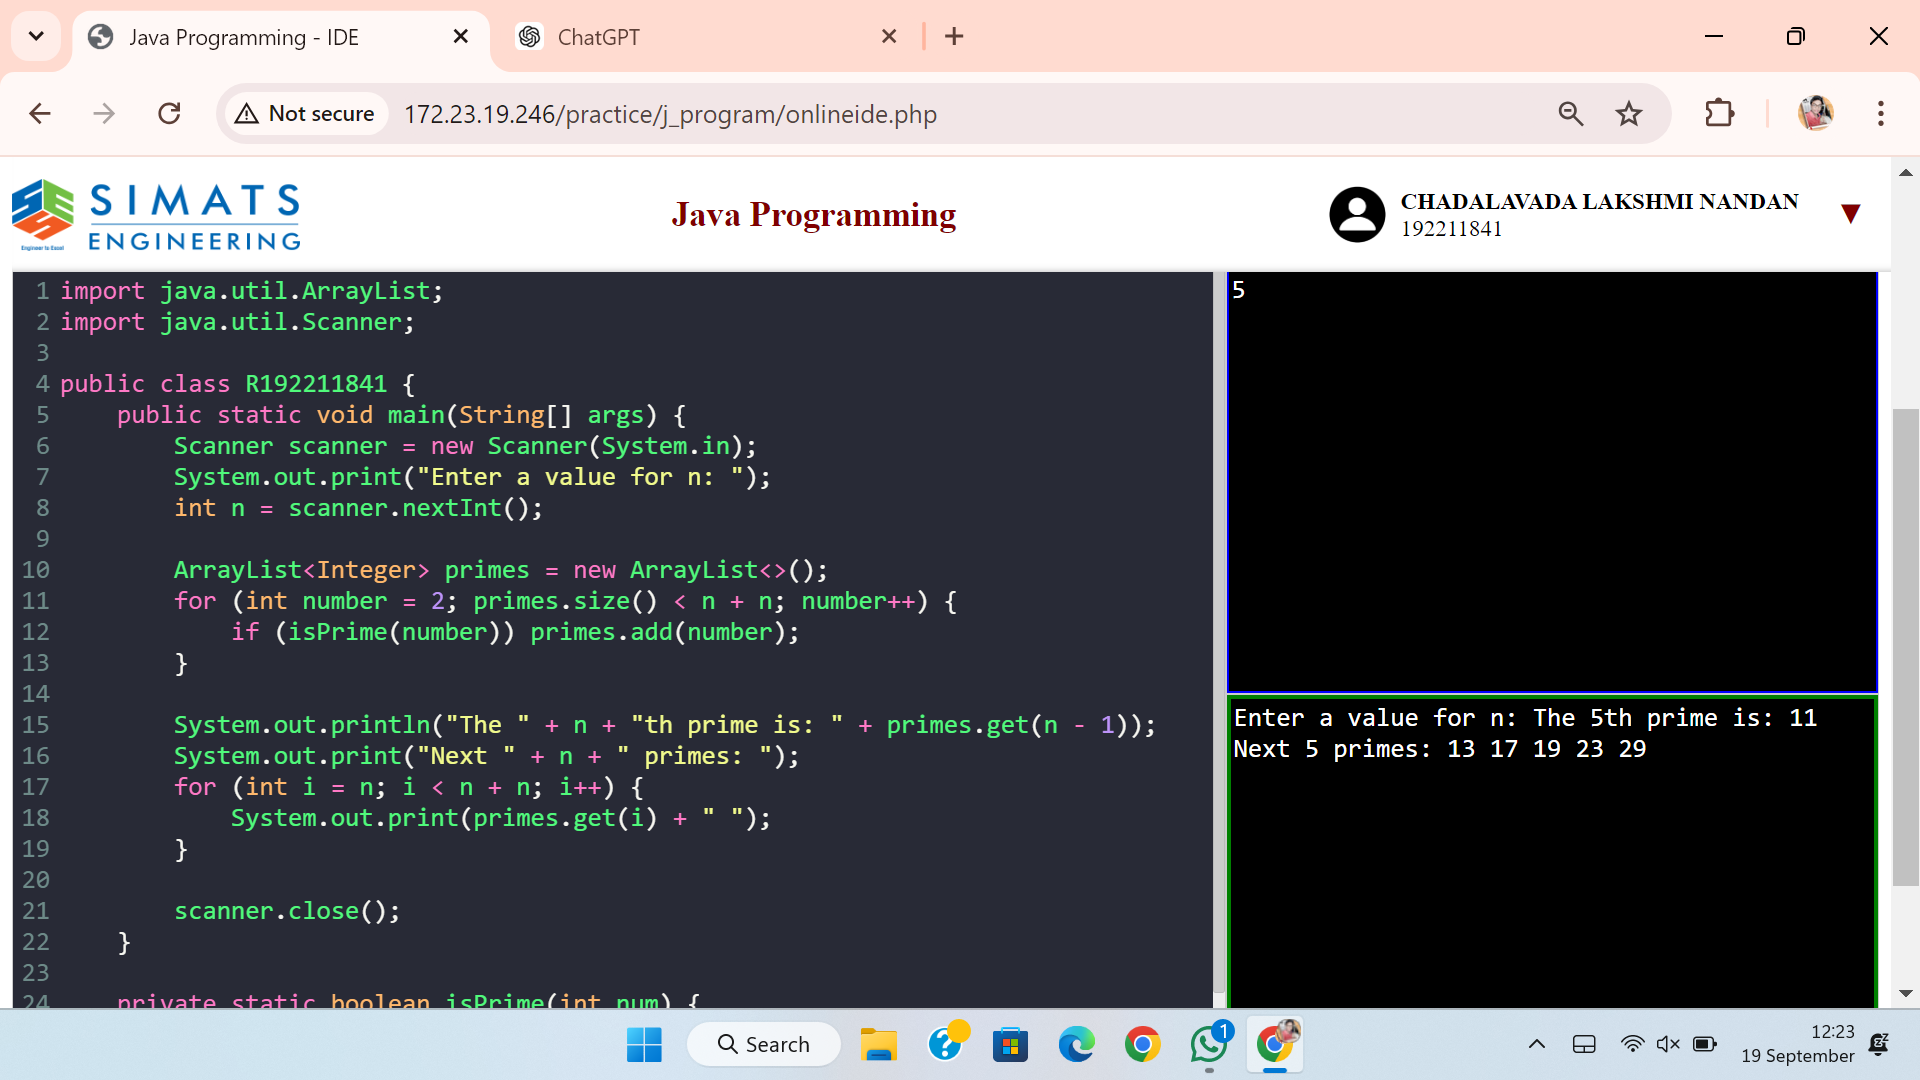 Java Programming - IDE
ChatGPT
Not secure
172.23.19.246/practice/j_program/onlineide.php
SIMATS
ENGINEERING
Engineer to Excel
Java Programming
CHADALAVADA LAKSHMI NANDAN
192211841
1 import java.util.ArrayList;
2 import java.util.Scanner;
3
4 public class R192211841 {
5     public static void main(String[] args) {
6         Scanner scanner = new Scanner(System.in);
7         System.out.print("Enter a value for n: ");
8         int n = scanner.nextInt();
9
10         ArrayList<Integer> primes = new ArrayList<>();
11         for (int number = 2; primes.size() < n + n; number++) {
12             if (isPrime(number)) primes.add(number);
13         }
14
15         System.out.println("The " + n + "th prime is: " + primes.get(n - 1));
16         System.out.print("Next " + n + " primes: ");
17         for (int i = n; i < n + n; i++) {
18             System.out.print(primes.get(i) + " ");
19         }
20
21         scanner.close();
22     }
23
24     private static boolean isPrime(int num) {
5
Enter a value for n: The 5th prime is: 11
Next 5 primes: 13 17 19 23 29
Search
1
12:23
19 September